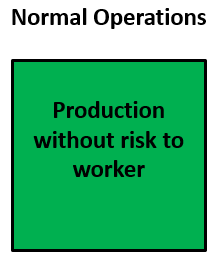 Normal Operations
Production
without risk to
worker